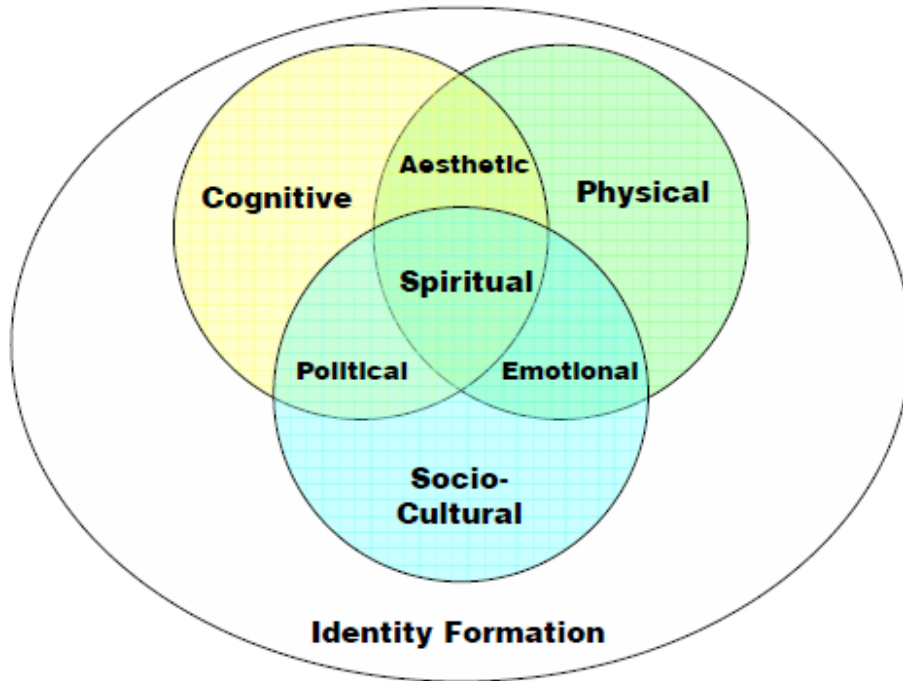 Aesthetic
Cognitive
Physical
Spiritual
Political
Emotional
Socio-
Cultural
Identity Formation